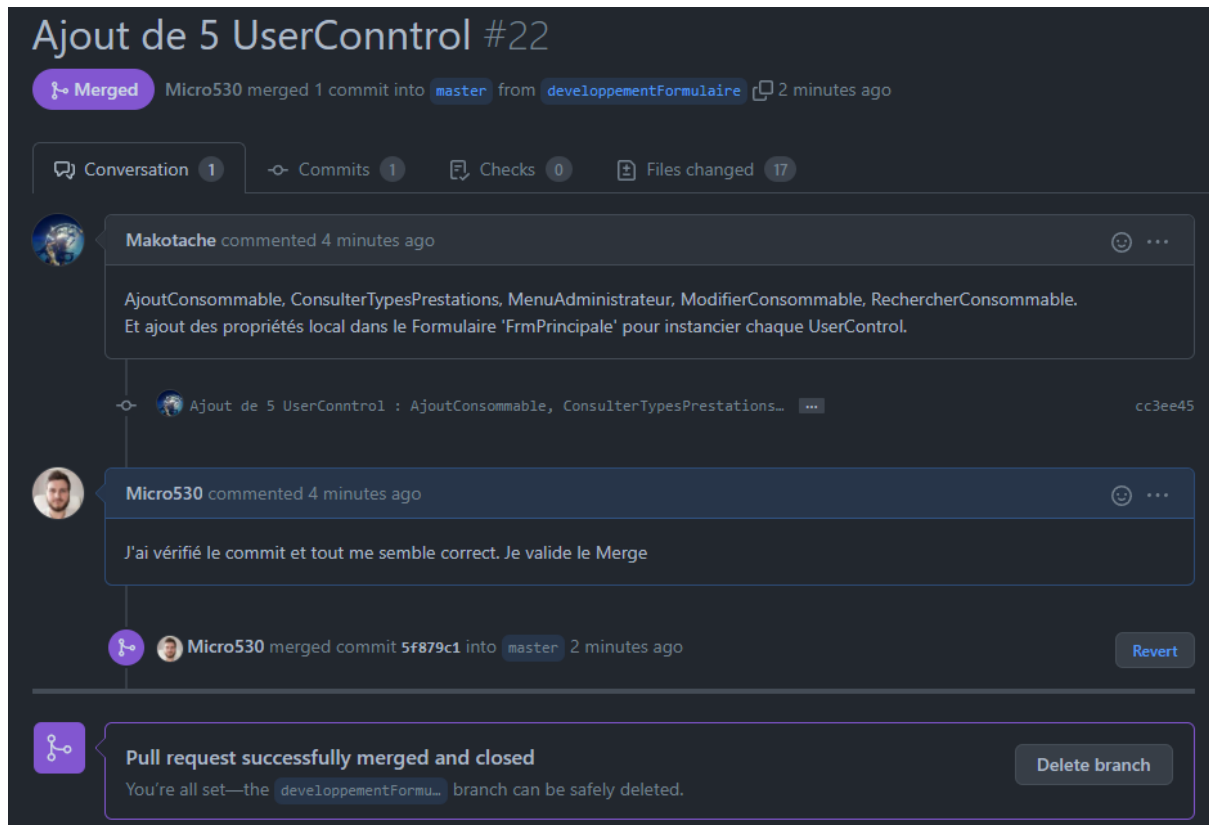 Ajout de 5 UserConntrol #22
Merged Micro530 merged 1 commit into master from developpementFormulaire 2 minutes ago
Conversation 1 Commits 1 Checks 0 Files changed 17
Makotache commented 4 minutes ago
AjoutConsommable, ConsulterTypesPrestations, MenuAdministrateur, ModifierConsommable, RechercherConsommable.
Et ajout des propriétés local dans le Formulaire 'FrmPrincipale' pour instancier chaque UserControl.
Ajout de 5 UserConntrol : AjoutConsommable, ConsulterTypesPrestations… ... cc3ee45
Micro530 commented 4 minutes ago
J'ai vérifié le commit et tout me semble correct. Je valide le Merge
Micro530 merged commit 5f879c1 into master 2 minutes ago Revert
Pull request successfully merged and closed
You're all set—the developpementFormu… branch can be safely deleted.
Delete branch